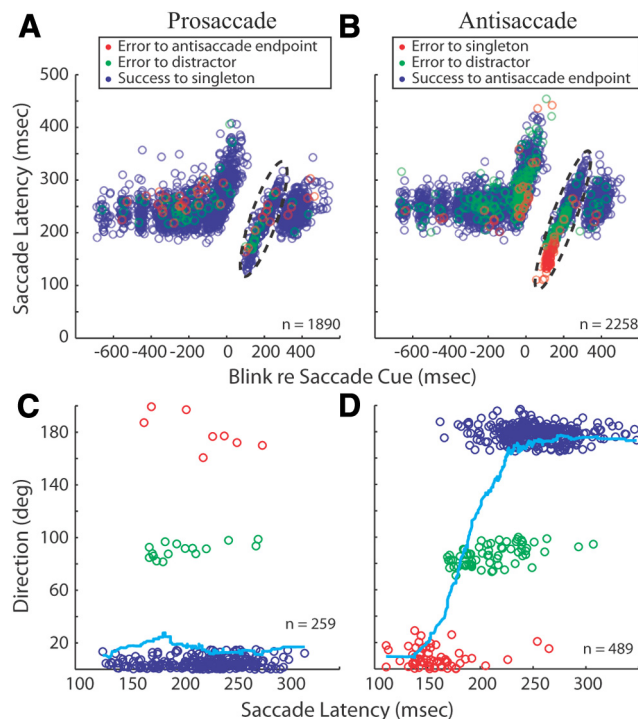 A Prosaccade
Error to antisaccade endpoint
Error to distractor
Success to singleton
B Antisaccade
Error to singleton
Error to distractor
Success to antisaccade endpoint
Saccade Latency (msec)
500
400
300
200
100
0
n = 1890
n = 2258
-600 -400 -200 0 200 400
-600 -400 -200 0 200 400
Blink re Saccade Cue (msec)
C
D
Direction (deg)
180
140
100
60
20
n = 259
n = 489
100 150 200 250 300
100 150 200 250 300
Saccade Latency (msec)